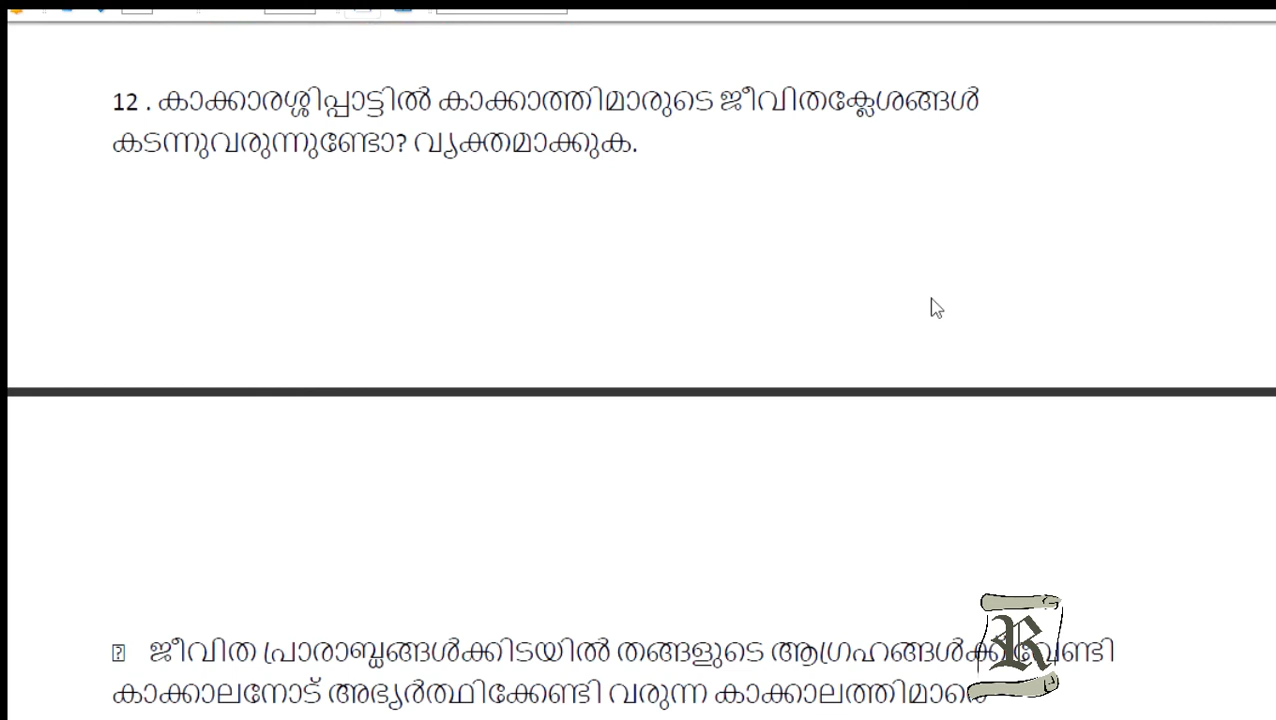 12 . കാക്കാരശ്ശിപ്പാട്ടിൽ കാക്കാത്തിമാരുടെ ജീവിതക്ലേശങ്ങൾ
കടന്നുവരുന്നുണ്ടോ? വ്യക്തമാക്കുക.
ജീവിത പ്രാരാബ്ധങ്ങൾക്കിടയിൽ തങ്ങളുടെ ആഗ്രഹങ്ങൾക്കു വേണ്ടി
കാക്കാലനോട് അഭ്യർത്ഥിക്കേണ്ടി വരുന്ന കാക്കാലത്തിമാരെ
R